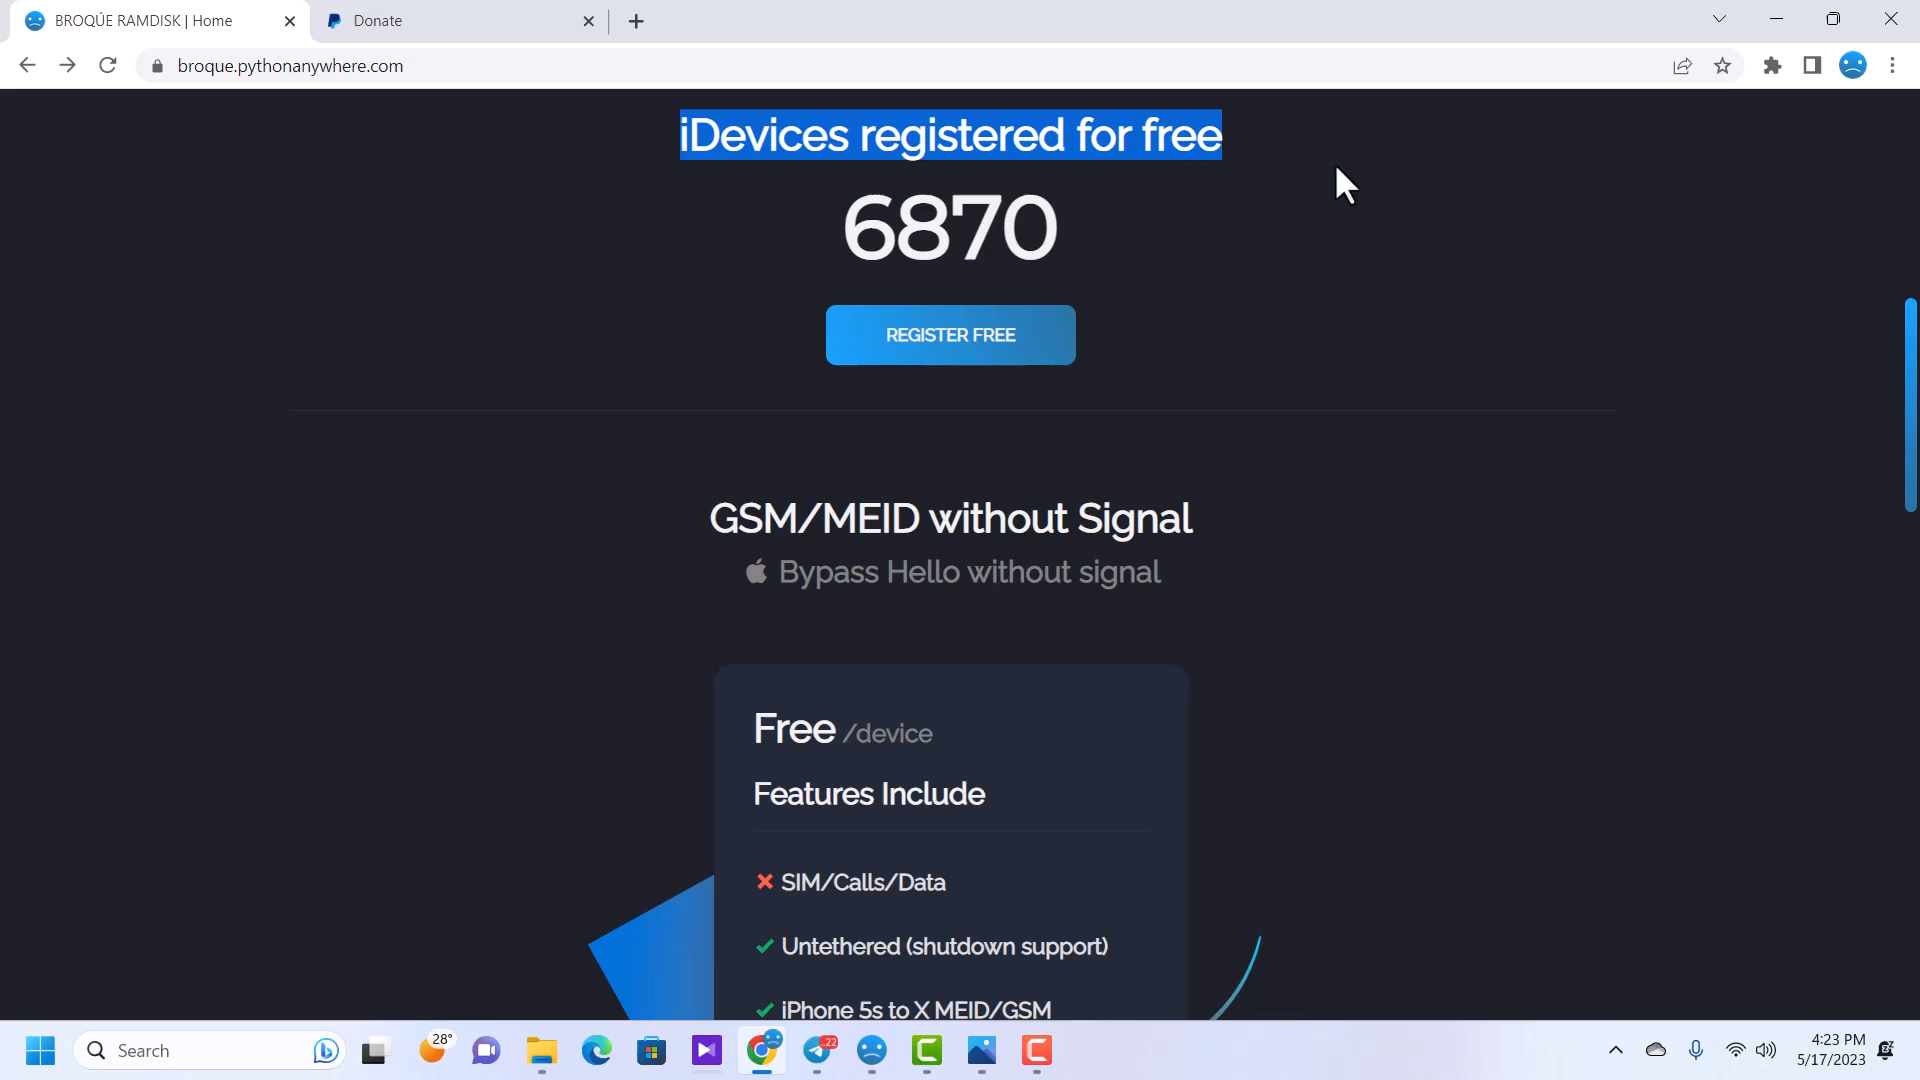 BROQÚE RAMDISK | Home
Donate
broque.pythonanywhere.com
iDevices registered for free
6870
REGISTER FREE
GSM/MEID without Signal
Bypass Hello without signal
Free /device
Features Include
SIM/Calls/Data
Untethered (shutdown support)
iPhone 5s to X MEID/GSM
Search
28°
..22
4:23 PM
5/17/2023